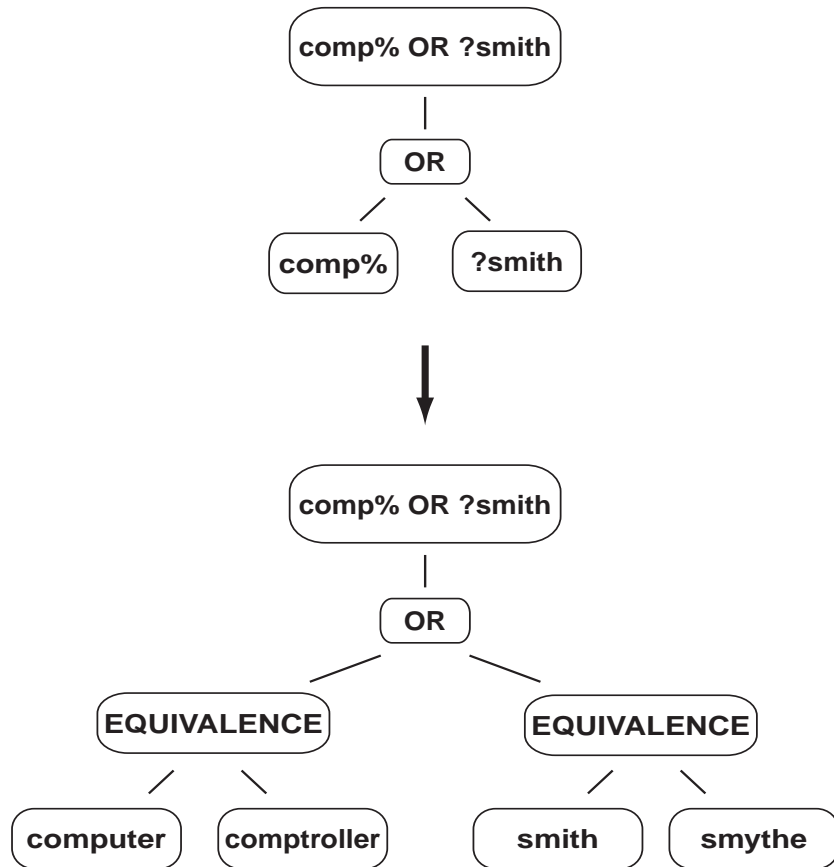 comp% OR ?smith
OR
comp% ?smith
comp% OR ?smith
OR
EQUIVALENCE EQUIVALENCE
computer comptroller smith smythe